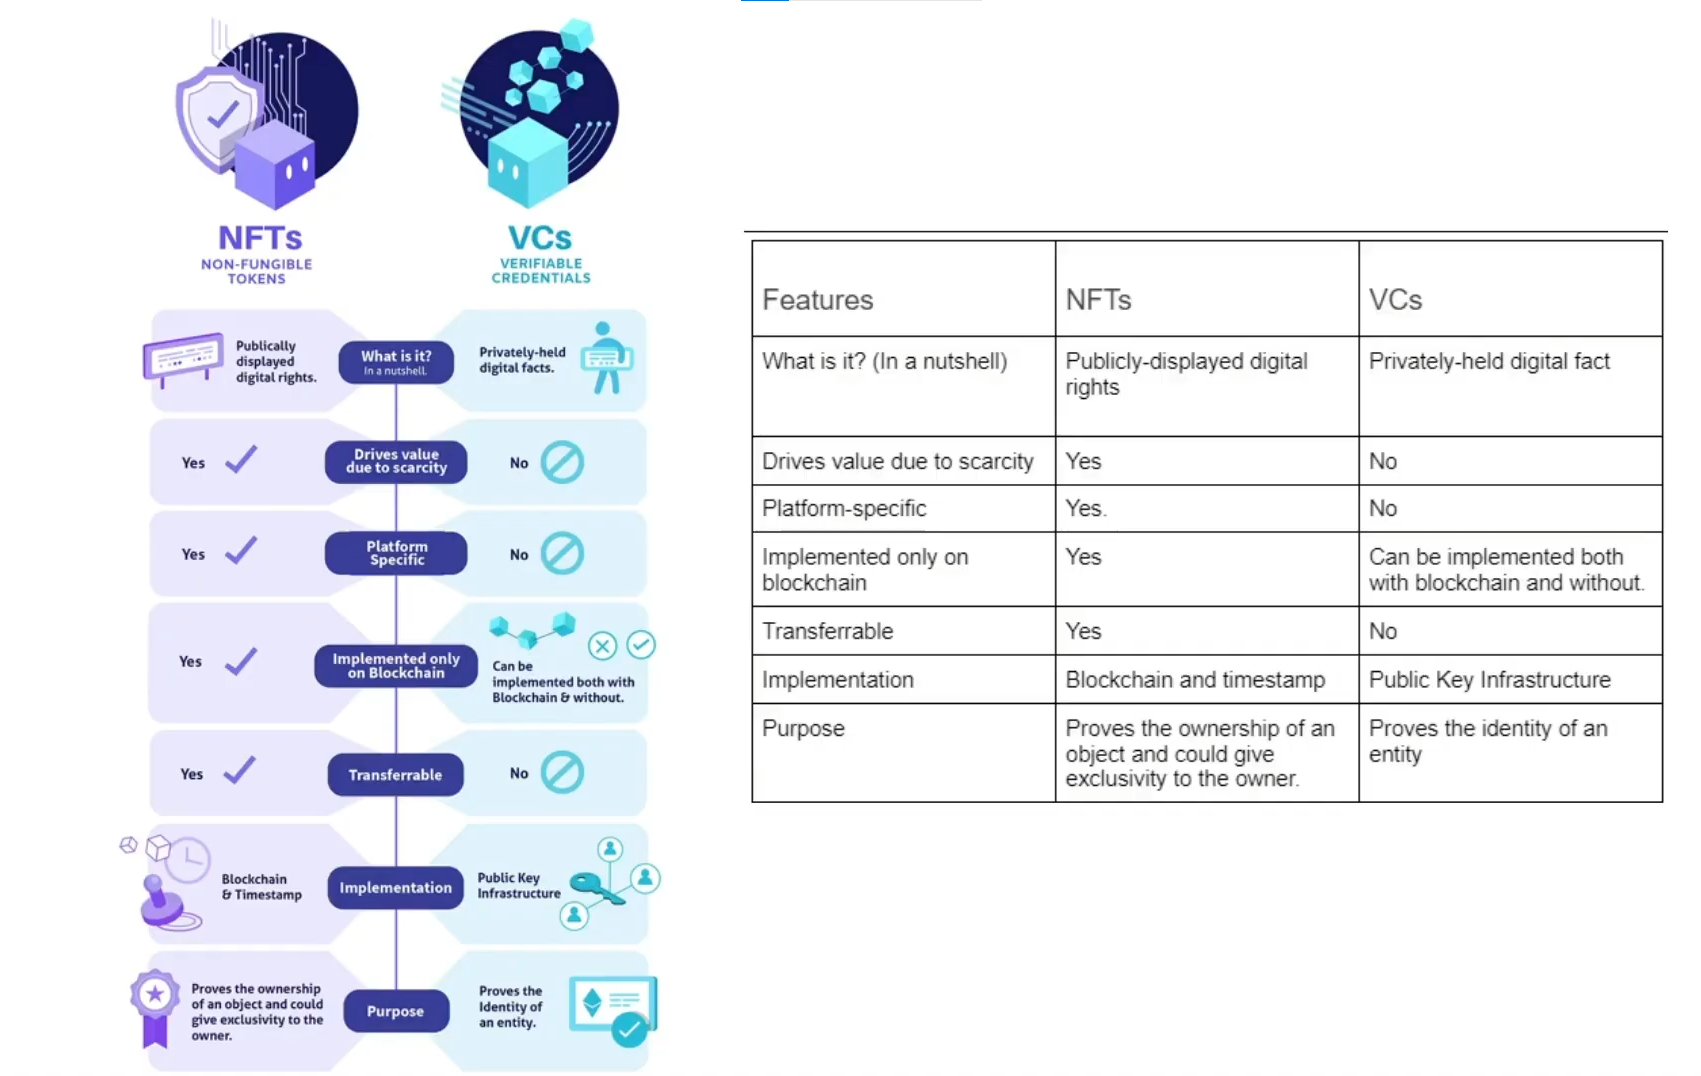 NFTs
NON-FUNGIBLE
TOKENS
VCs
VERIFIABLE
CREDENTIALS
Publically
displayed
digital rights.
What is it?
In a nutshell.
Privately-held
digital facts.
Yes
Drives value
due to scarcity
No
Yes
Platform
Specific
No
Yes
Implemented only
on Blockchain
Can be
implemented both with
Blockchain & without.
Yes
Transferrable
No
Blockchain
& Timestamp
Implementation
Public Key
Infrastructure
Proves the ownership
of an object and could
give exclusivity to the
owner.
Purpose
Proves the
Identity of
an entity.
Features
NFTs
VCs
What is it? (In a nutshell)
Publicly-displayed digital
rights
Privately-held digital fact
Drives value due to scarcity
Yes
No
Platform-specific
Yes.
No
Implemented only on
blockchain
Yes
Can be implemented both
with blockchain and without.
Transferrable
Yes
No
Implementation
Blockchain and timestamp
Public Key Infrastructure
Purpose
Proves the ownership of an
object and could give
exclusivity to the owner.
Proves the identity of an
entity